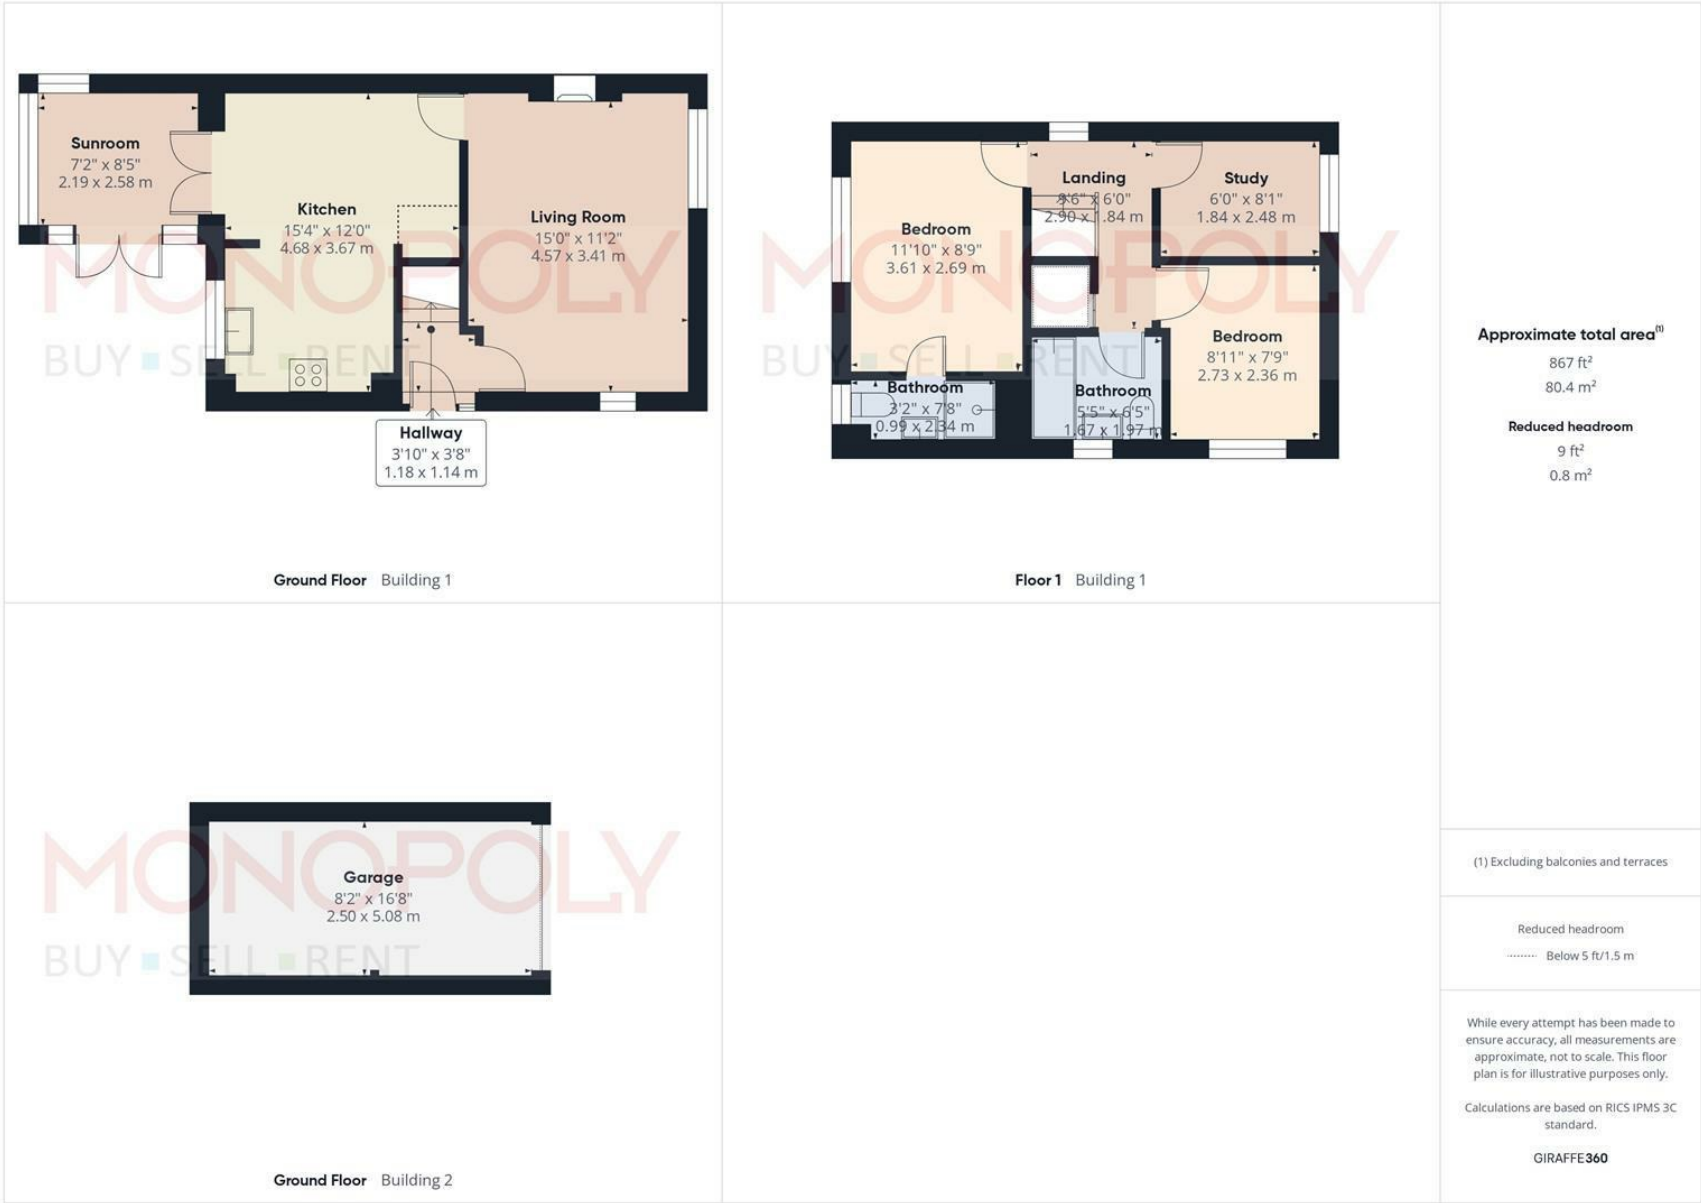 Sunroom
7'2" x 8'5"
2.19 x 2.58 m
Kitchen
15'4" x 12'0"
4.68 x 3.67 m
Living Room
15'0" x 11'2"
4.57 x 3.41 m
Hallway
3'10" x 3'8"
1.18 x 1.14 m
MONOPOLY
BUY SELL RENT
Ground Floor Building 1
Bedroom
11'10" x 8'9"
3.61 x 2.69 m
Landing
9'6" x 6'0"
2.90 x 1.84 m
Study
6'0" x 8'1"
1.84 x 2.48 m
Bedroom
8'11" x 7'9"
2.73 x 2.36 m
Bathroom
3'2" x 7'8"
0.99 x 2.34 m
Bathroom
5'5" x 6'5"
1.67 x 1.97 m
MONOPOLY
BUY SELL RENT
Floor 1 Building 1
Garage
8'2" x 16'8"
2.50 x 5.08 m
MONOPOLY
BUY SELL RENT
Ground Floor Building 2
Approximate total area(1)
867 ft²
80.4 m²
Reduced headroom
9 ft²
0.8 m²
(1) Excluding balconies and terraces
Reduced headroom
Below 5 ft/1.5 m
While every attempt has been made to
ensure accuracy, all measurements are
approximate, not to scale. This floor
plan is for illustrative purposes only.
Calculations are based on RICS IPMS 3C
standard.
GIRAFFE360